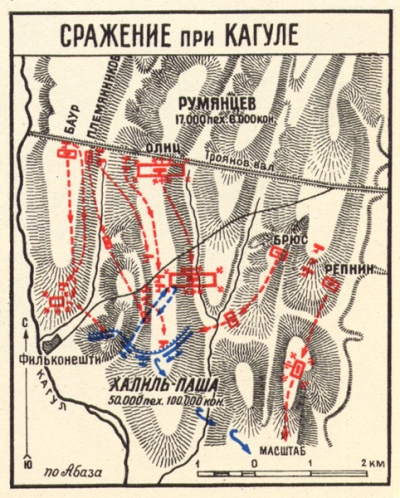 СРАЖЕНИЕ ПРИ КАГУЛЕ
БАУР
ПЛЕМЯННИКОВ
РУМЯНЦЕВ
17.000 пех. 8.000 кон.
ОЛИЦ
Троянов вал
БРЮС
РЕПНИН
С
Фильконешти
КАГУЛ
ХАЛИЛЬ-ПАША
50.000 пех. 100.000 кон.
Ю
по Абаза
МАСШТАБ
1 0 1 2 КМ